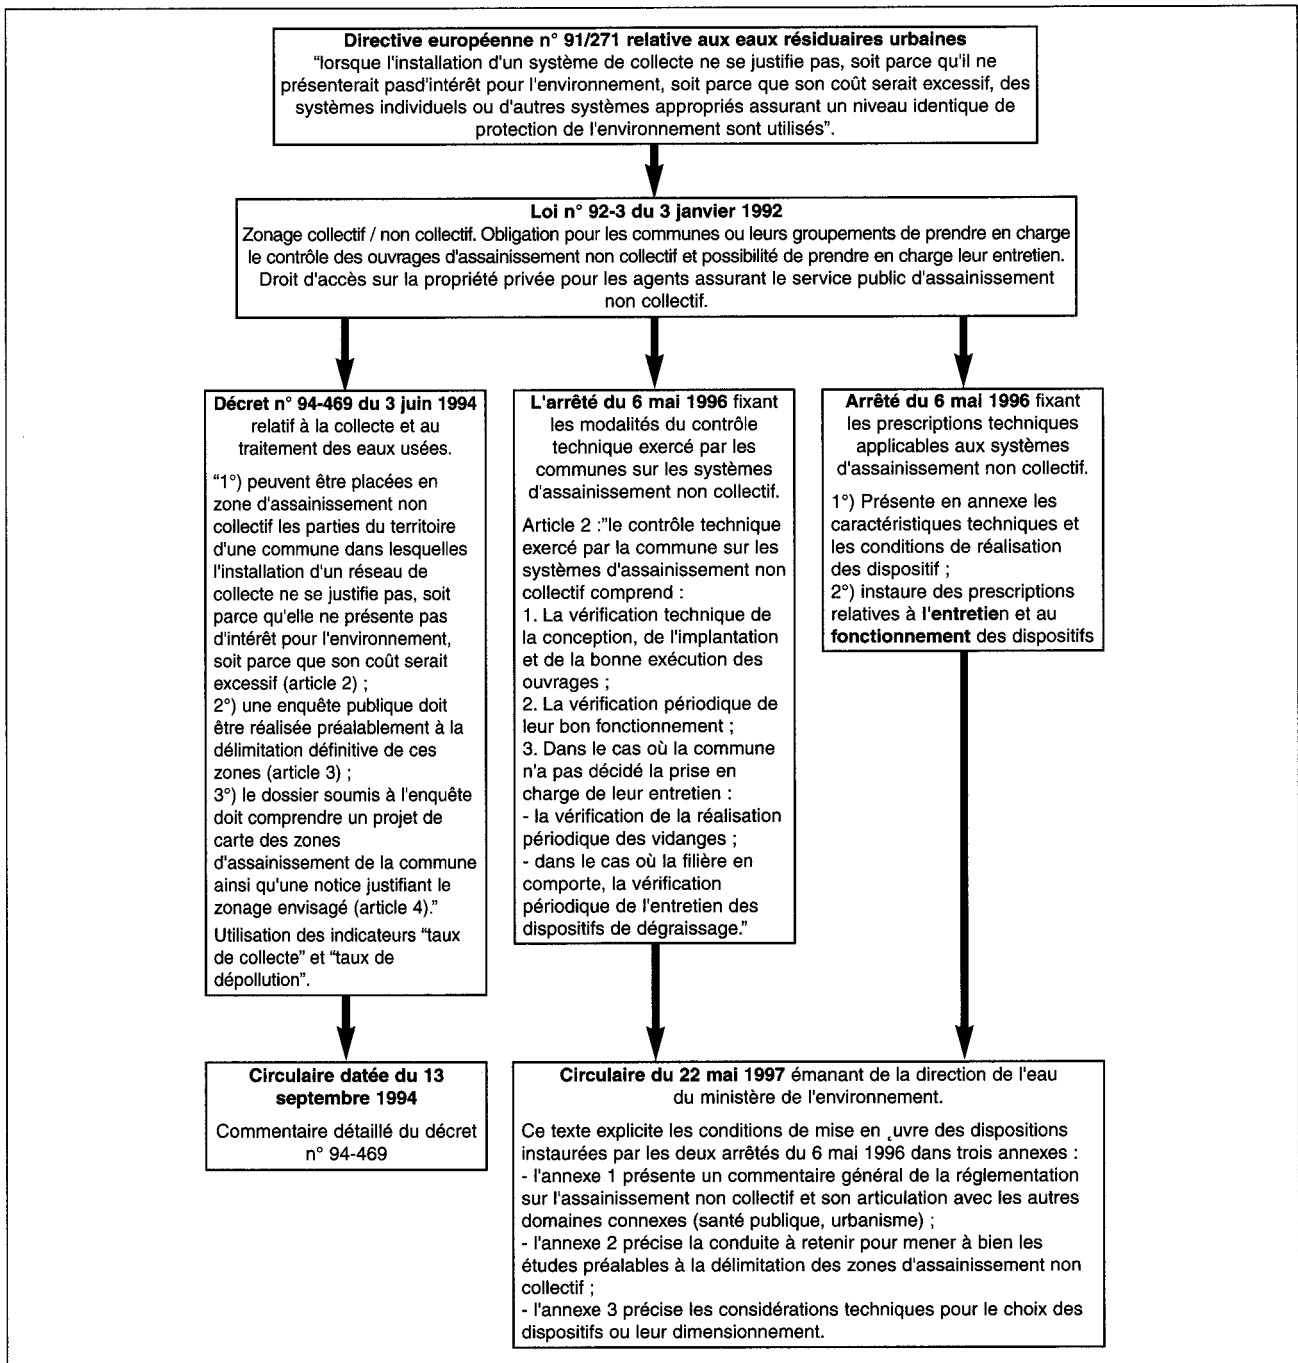 Directive européenne n° 91/271 relative aux eaux résiduaires urbaines
“lorsque l'installation d'un système de collecte ne se justifie pas, soit parce qu'il ne
présenterait pasd'intérêt pour l'environnement, soit parce que son coût serait excessif, des
systèmes individuels ou d'autres systèmes appropriés assurant un niveau identique de
protection de l'environnement sont utilisés”.
Loi n° 92-3 du 3 janvier 1992
Zonage collectif / non collectif. Obligation pour les communes ou leurs groupements de prendre en charge
le contrôle des ouvrages d'assainissement non collectif et possibilité de prendre en charge leur entretien.
Droit d'accès sur la propriété privée pour les agents assurant le service public d'assainissement
non collectif.
Décret n° 94-469 du 3 juin 1994
relatif à la collecte et au
traitement des eaux usées.
“1°) peuvent être placées en
zone d'assainissement non
collectif les parties du territoire
d'une commune dans lesquelles
l'installation d'un réseau de
collecte ne se justifie pas, soit
parce qu'elle ne présente pas
d'intérêt pour l'environnement,
soit parce que son coût serait
excessif (article 2) ;
2°) une enquête publique doit
être réalisée préalablement à la
délimitation définitive de ces
zones (article 3) ;
3°) le dossier soumis à l'enquête
doit comprendre un projet de
carte des zones
d'assainissement de la commune
ainsi qu'une notice justifiant le
zonage envisagé (article 4).”
Utilisation des indicateurs “taux
de collecte” et “taux de
dépollution”.
L'arrêté du 6 mai 1996 fixant
les modalités du contrôle
technique exercé par les
communes sur les systèmes
d'assainissement non collectif.
Article 2 :”le contrôle technique
exercé par la commune sur les
systèmes d'assainissement non
collectif comprend :
1. La vérification technique de
la conception, de l'implantation
et de la bonne exécution des
ouvrages ;
2. La vérification périodique de
leur bon fonctionnement ;
3. Dans le cas où la commune
n'a pas décidé la prise en
charge de leur entretien :
- la vérification de la réalisation
périodique des vidanges ;
- dans le cas où la filière en
comporte, la vérification
périodique de l'entretien des
dispositifs de dégraissage.”
Arrêté du 6 mai 1996 fixant
les prescriptions techniques
applicables aux systèmes
d'assainissement non collectif.
1°) Présente en annexe les
caractéristiques techniques et
les conditions de réalisation
des dispositif ;
2°) instaure des prescriptions
relatives à l'entretien et au
fonctionnement des dispositifs
Circulaire datée du 13
septembre 1994
Commentaire détaillé du décret
n° 94-469
Circulaire du 22 mai 1997 émanant de la direction de l'eau
du ministère de l'environnement.
Ce texte explicite les conditions de mise en uvre des dispositions
instaurées par les deux arrêtés du 6 mai 1996 dans trois annexes :
- l'annexe 1 présente un commentaire général de la réglementation
sur l'assainissement non collectif et son articulation avec les autres
domaines connexes (santé publique, urbanisme) ;
- l'annexe 2 précise la conduite à retenir pour mener à bien les
études préalables à la délimitation des zones d'assainissement non
collectif ;
- l'annexe 3 précise les considérations techniques pour le choix des
dispositifs ou leur dimensionnement.